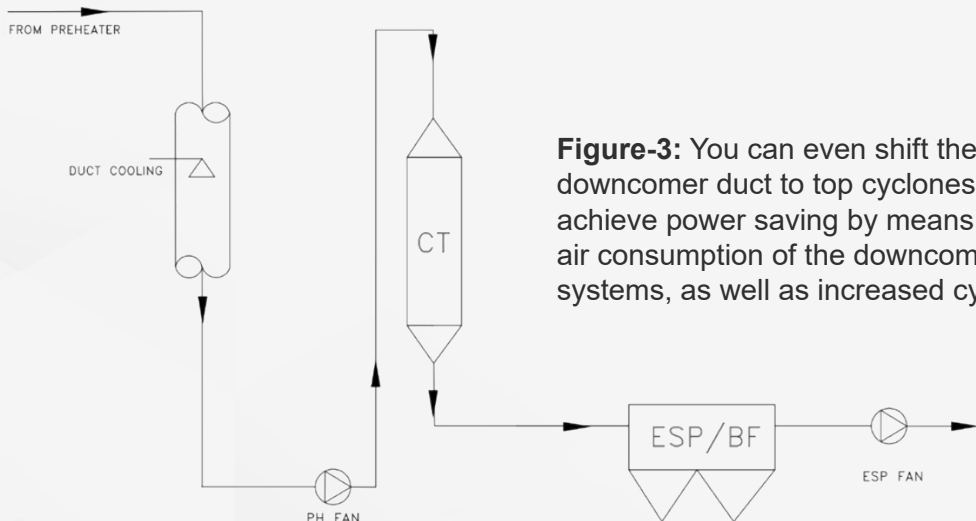 FROM PREHEATER
DUCT COOLING
CT
Figure-3: You can even shift the
downcomer duct to top cyclones
achieve power saving by means
air consumption of the downcom
systems, as well as increased cy
ESP/BF
ESP FAN
PH FAN